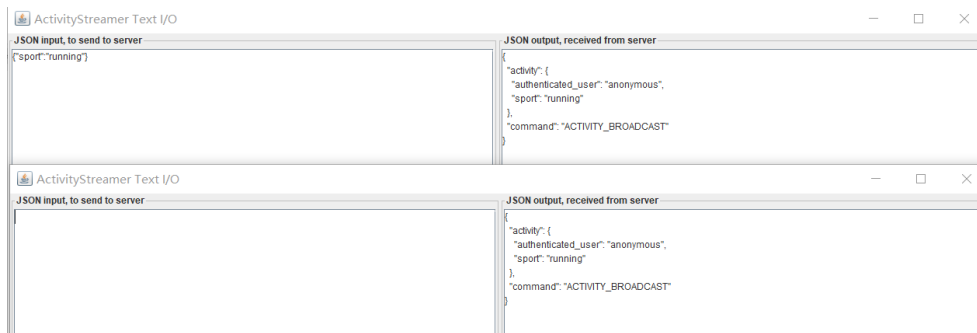 ActivityStreamer Text I/O
JSON input, to send to server
{"sport":"running"}
JSON output, received from server
{
"activity": {
"authenticated_user": "anonymous",
"sport": "running"
},
"command": "ACTIVITY_BROADCAST"
}
ActivityStreamer Text I/O
JSON input, to send to server
JSON output, received from server
{
"activity": {
"authenticated_user": "anonymous",
"sport": "running"
},
"command": "ACTIVITY_BROADCAST"
}